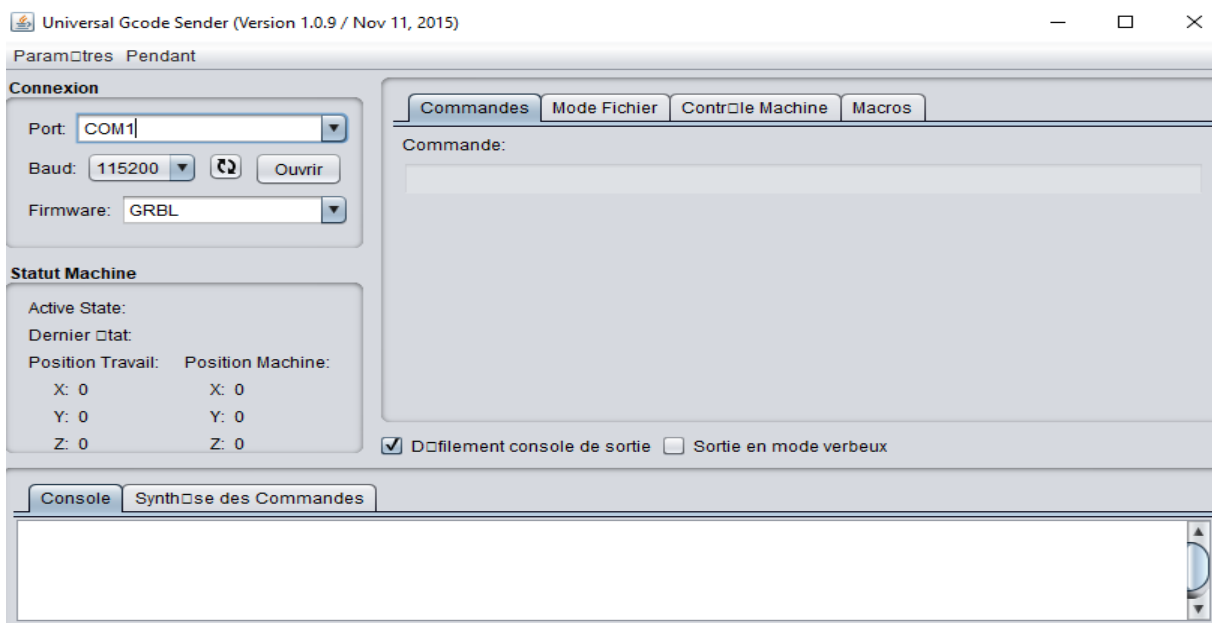 Universal Gcode Sender (Version 1.0.9 / Nov 11, 2015)
Param□tres Pendant
Connexion
Port: COM1
Baud: 115200 Ouvrir
Firmware: GRBL
Commandes Mode Fichier Contr□le Machine Macros
Commande:
Statut Machine
Active State:
Dernier □tat:
Position Travail: Position Machine:
X: 0 X: 0
Y: 0 Y: 0
Z: 0 Z: 0
D□filement console de sortie Sortie en mode verbeux
Console Synth□se des Commandes